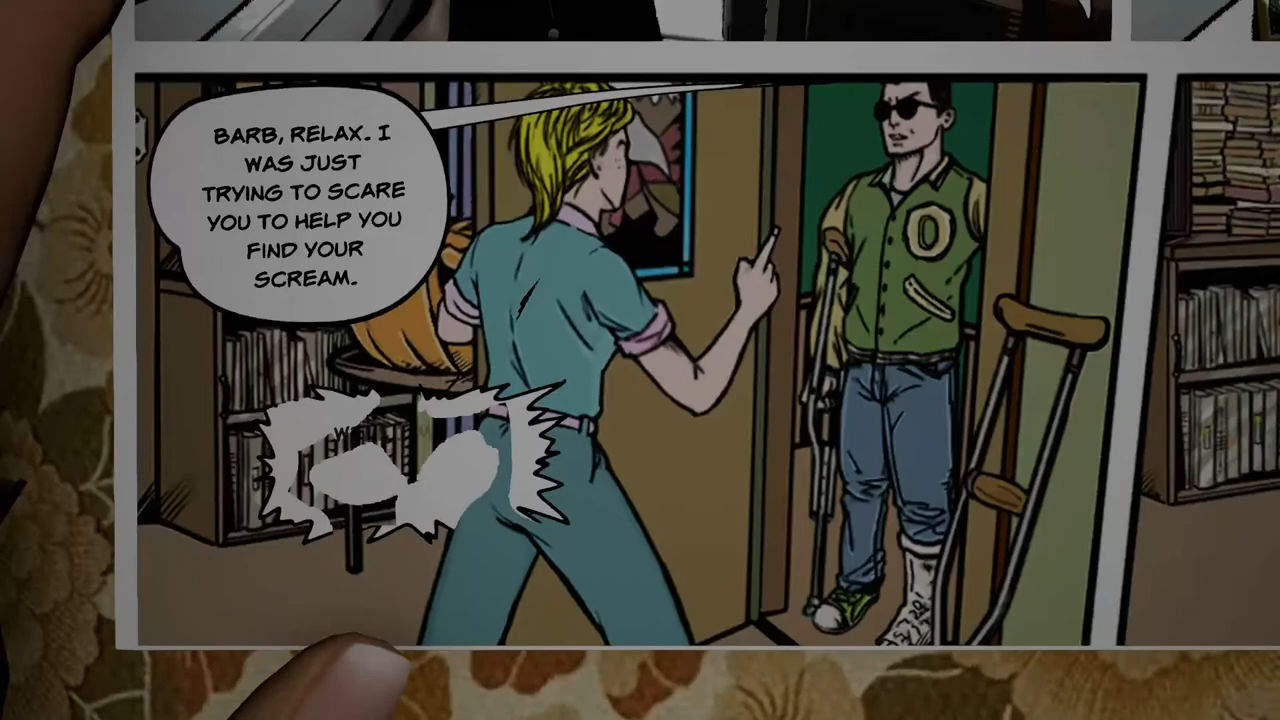 BARB, RELAX. I
WAS JUST
TRYING TO SCARE
YOU TO HELP YOU
FIND YOUR
SCREAM.
O